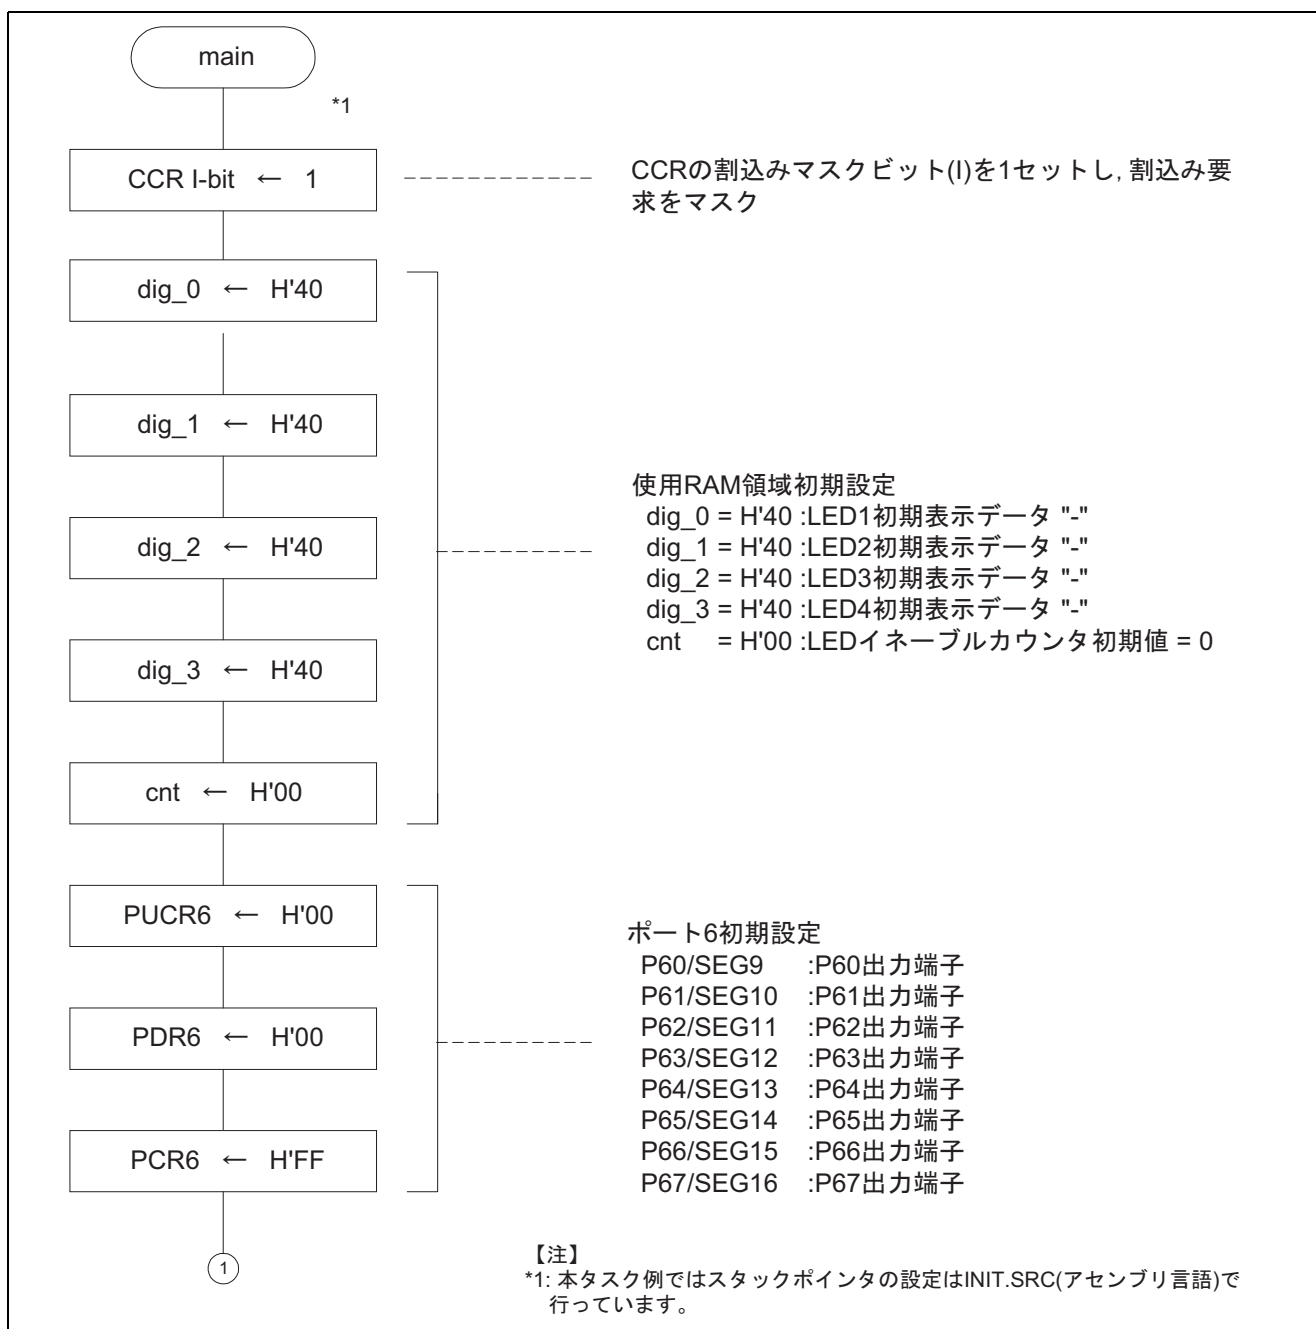 main
*1
CCR I-bit ← 1
CCRの割込みマスクビット(I)を1セットし, 割込み要
求をマスク
dig_0 ← H'40
dig_1 ← H'40
dig_2 ← H'40
dig_3 ← H'40
cnt ← H'00
使用RAM領域初期設定
dig_0 = H'40 :LED1初期表示データ "-"
dig_1 = H'40 :LED2初期表示データ "-"
dig_2 = H'40 :LED3初期表示データ "-"
dig_3 = H'40 :LED4初期表示データ "-"
cnt = H'00 :LEDイネーブルカウンタ初期値 = 0
PUCR6 ← H'00
PDR6 ← H'00
PCR6 ← H'FF
ポート6初期設定
P60/SEG9 :P60出力端子
P61/SEG10 :P61出力端子
P62/SEG11 :P62出力端子
P63/SEG12 :P63出力端子
P64/SEG13 :P64出力端子
P65/SEG14 :P65出力端子
P66/SEG15 :P66出力端子
P67/SEG16 :P67出力端子
1
【注】
*1: 本タスク例ではスタックポインタの設定はINIT.SRC(アセンブリ言語)で
行っています。